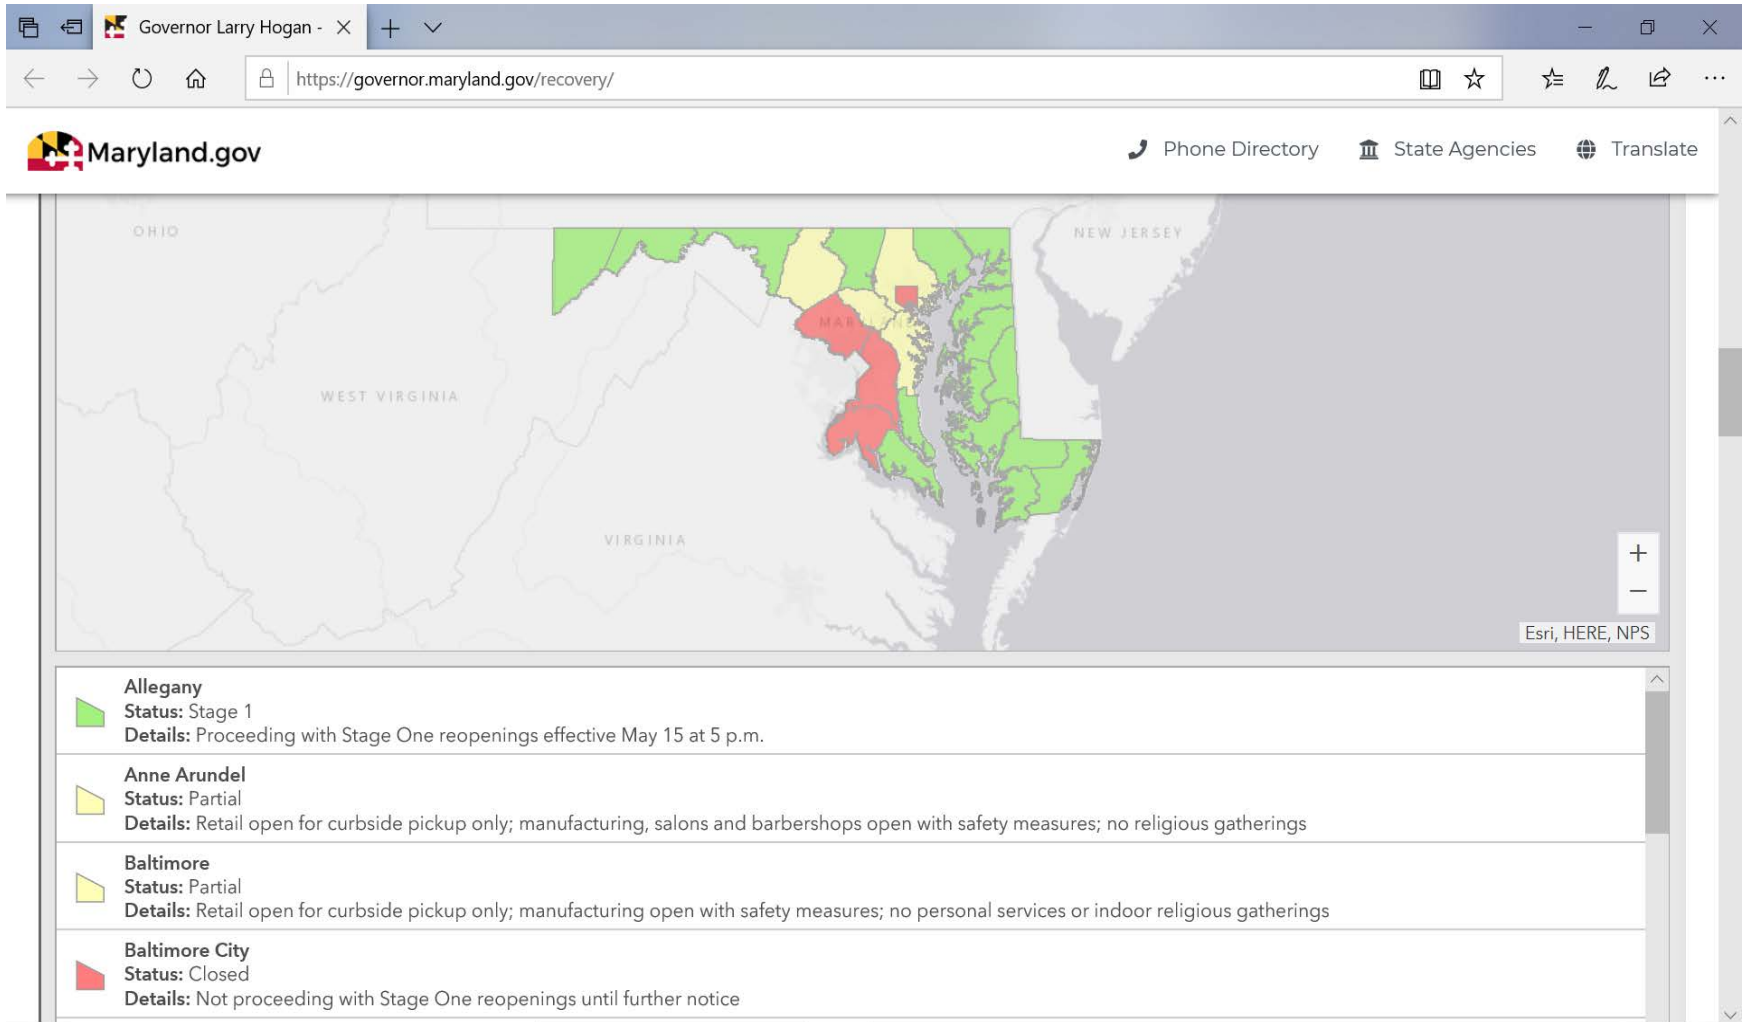 Governor Larry Hogan -
https://governor.maryland.gov/recovery/
Maryland.gov
Phone Directory
State Agencies
Translate
OHIO
NEW JERSEY
MARYLAND
WEST VIRGINIA
VIRGINIA
Esri, HERE, NPS
Allegany
Status: Stage 1
Details: Proceeding with Stage One reopenings effective May 15 at 5 p.m.
Anne Arundel
Status: Partial
Details: Retail open for curbside pickup only; manufacturing, salons and barbershops open with safety measures; no religious gatherings
Baltimore
Status: Partial
Details: Retail open for curbside pickup only; manufacturing open with safety measures; no personal services or indoor religious gatherings
Baltimore City
Status: Closed
Details: Not proceeding with Stage One reopenings until further notice